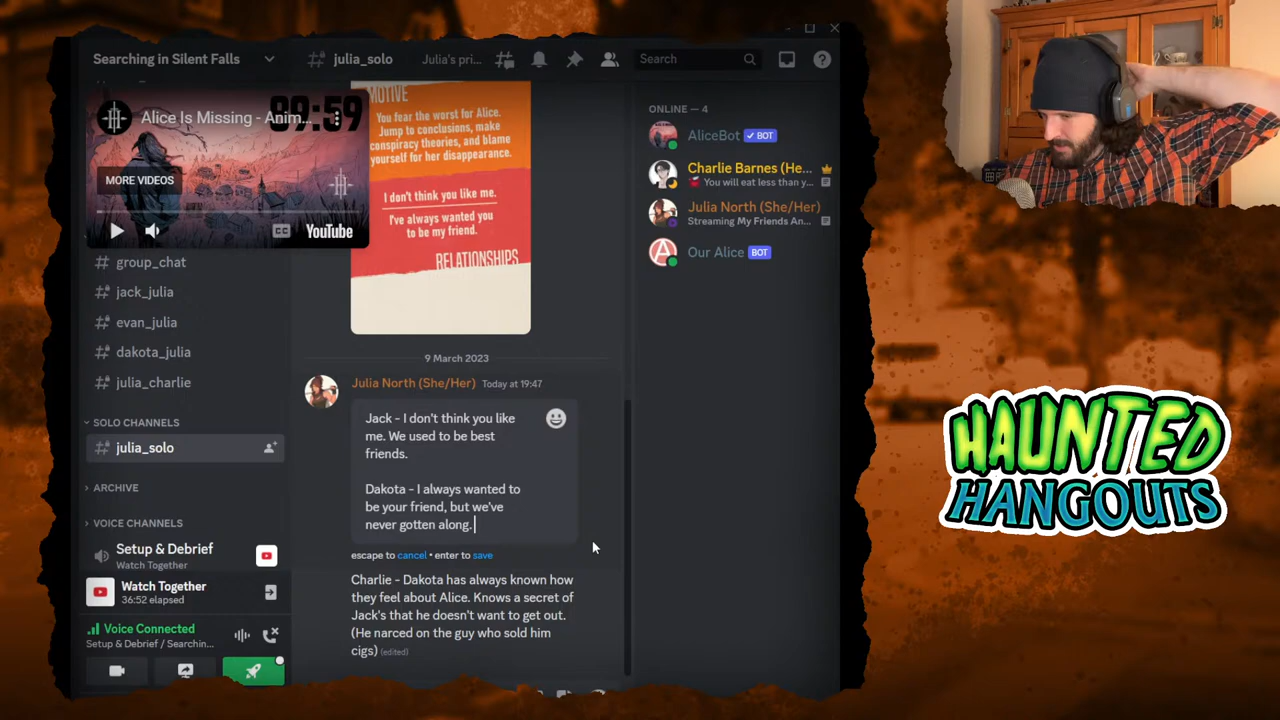 Searching in Silent Falls
julia_solo
Julia's pri...
Search
89:59
Alice Is Missing - Anim...
MORE VIDEOS
CC
YouTube
group_chat
jack_julia
evan_julia
dakota_julia
julia_charlie
SOLO CHANNELS
julia_solo
ARCHIVE
VOICE CHANNELS
Setup & Debrief
Watch Together
Watch Together
36:52 elapsed
Voice Connected
Setup & Debrief / Searchin...
MOTIVE
You fear the worst for Alice.
Jump to conclusions, make
conspiracy theories, and blame
yourself for her disappearance.
I don't think you like me.
I've always wanted you
to be my friend.
RELATIONSHIPS
9 March 2023
Julia North (She/Her) Today at 19:47
Jack - I don't think you like
me. We used to be best
friends.
Dakota - I always wanted to
be your friend, but we've
never gotten along.
escape to cancel • enter to save
Charlie - Dakota has always known how
they feel about Alice. Knows a secret of
Jack's that he doesn't want to get out.
(He narced on the guy who sold him
cigs) (edited)
ONLINE — 4
AliceBot ✓ BOT
Charlie Barnes (He...
You will eat less than y...
Julia North (She/Her)
Streaming My Friends An...
Our Alice BOT
HAUNTED
HANGOUTS